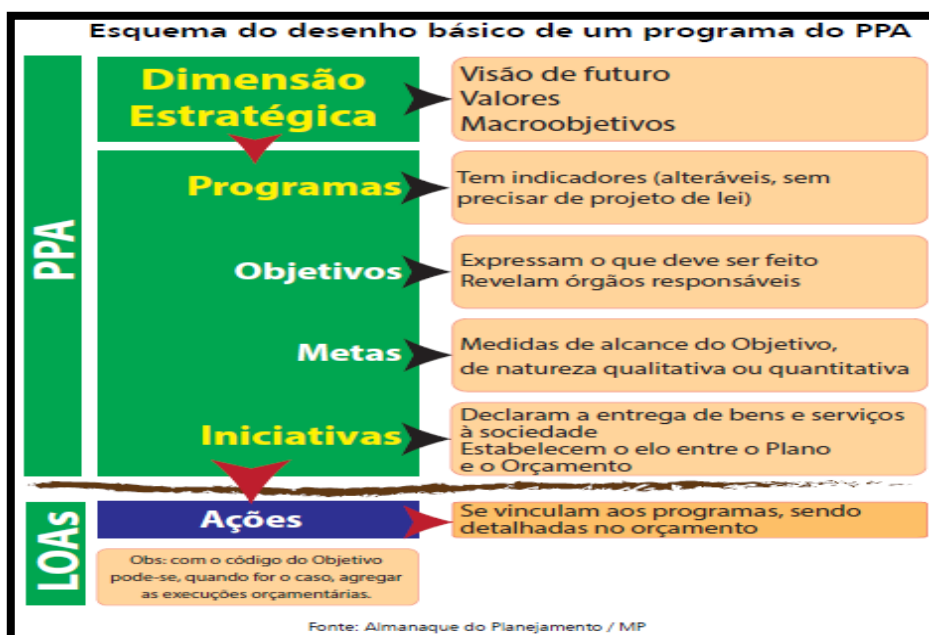 Esquema do desenho básico de um programa do PPA
PPA
Dimensão
Estratégica
Visão de futuro
Valores
Macroobjetivos
Programas
Tem indicadores (alteráveis, sem
precisar de projeto de lei)
Objetivos
Expressam o que deve ser feito
Revelam órgãos responsáveis
Metas
Medidas de alcance do Objetivo,
de natureza qualitativa ou quantitativa
Iniciativas
Declaram a entrega de bens e serviços
à sociedade
Estabelecem o elo entre o Plano
e o Orçamento
LOAs
Ações
Se vinculam aos programas, sendo
detalhadas no orçamento
Obs: com o código do Objetivo
pode-se, quando for o caso, agregar
as execuções orçamentárias.
Fonte: Almanaque do Planejamento / MP